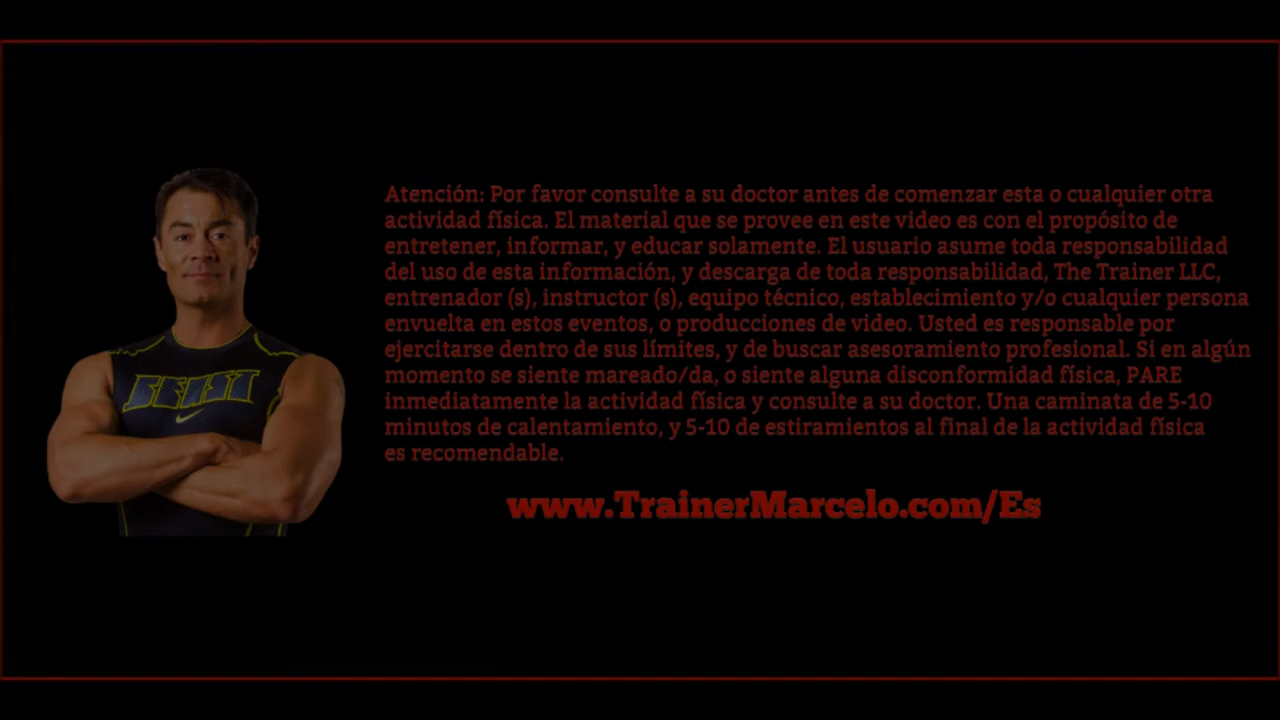 Atención: Por favor consulte a su doctor antes de comenzar esta o cualquier otra
actividad física. El material que se provee en este video es con el propósito de
entretener, informar, y educar solamente. El usuario asume toda responsabilidad
del uso de esta información, y descarga de toda responsabilidad, The Trainer LLC,
entrenador (s), instructor (s), equipo técnico, establecimiento y/o cualquier persona
envuelta en estos eventos, o producciones de video. Usted es responsable por
ejercitarse dentro de sus límites, y de buscar asesoramiento profesional. Si en algún
momento se siente mareado/da, o siente alguna disconformidad física, PARE
inmediatamente la actividad física y consulte a su doctor. Una caminata de 5-10
minutos de calentamiento, y 5-10 de estiramientos al final de la actividad física
es recomendable.
www.TrainerMarcelo.com/Es
BEAST